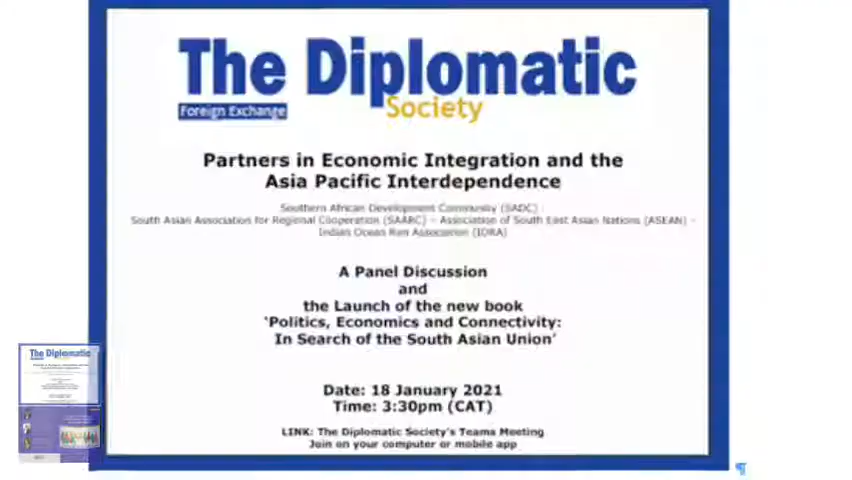 The Diplomatic
Foreign Exchange
Society
Partners in Economic Integration and the
Asia Pacific Interdependence
Southern African Development Community (SADC)
South Asian Association for Regional Cooperation (SAARC) – Association of South East Asian Nations (ASEAN) –
Indian Ocean Rim Association (IORA)
A Panel Discussion
and
the Launch of the new book
‘Politics, Economics and Connectivity:
In Search of the South Asian Union’
Date: 18 January 2021
Time: 3:30pm (CAT)
LINK: The Diplomatic Society’s Teams Meeting
Join on your computer or mobile app
¶
The Diplomatic
Society